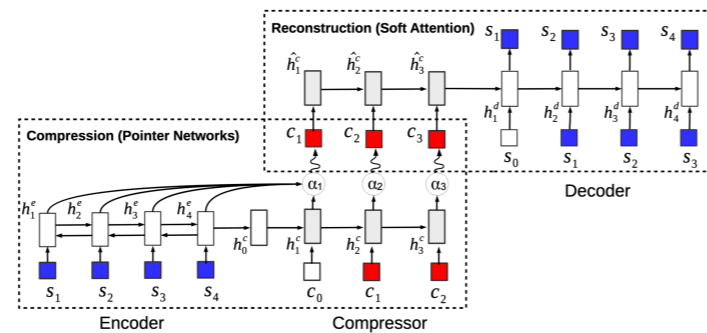 Reconstruction (Soft Attention)
s₁ s₂ s₃ s₄
ĥ₁ᶜ ĥ₂ᶜ ĥ₃ᶜ
h₁ᵈ h₂ᵈ h₃ᵈ h₄ᵈ
Compression (Pointer Networks)
c₁ c₂ c₃
s₀ s₁ s₂ s₃
Decoder
α₁ α₂ α₃
h₁ᵉ h₂ᵉ h₃ᵉ h₄ᵉ
h₀ᶜ h₁ᶜ h₂ᶜ h₃ᶜ
s₁ s₂ s₃ s₄ c₀ c₁ c₂
Encoder Compressor